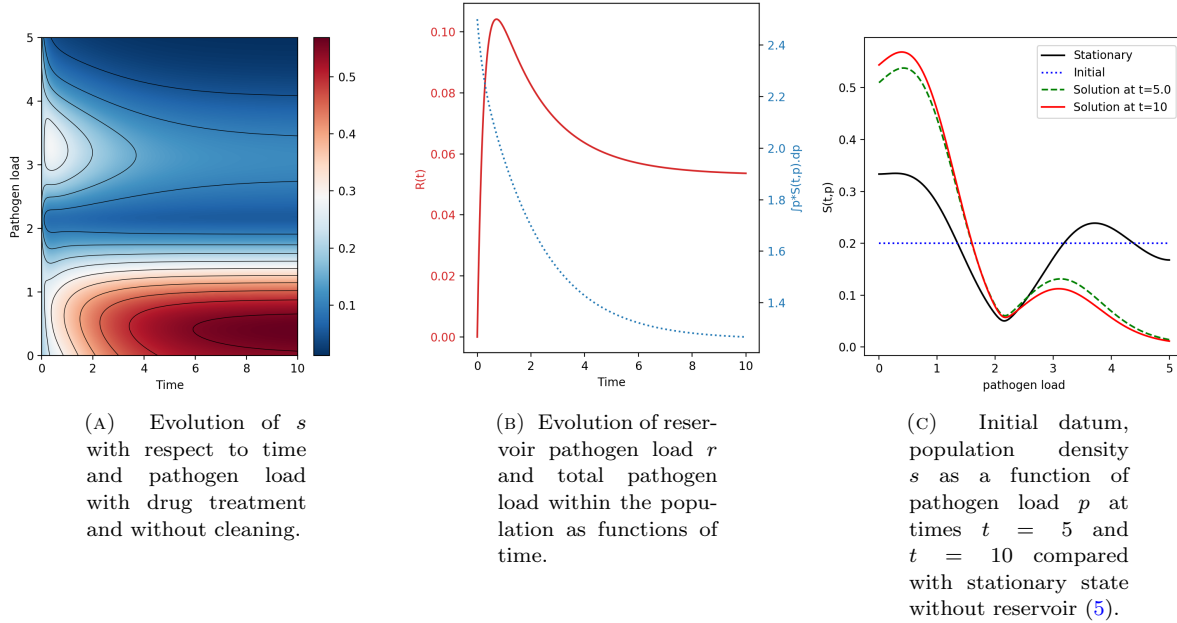 5
4
3
2
1
0
Pathogen load
0
2
4
6
8
10
Time
0.5
0.4
0.3
0.2
0.1
0.10
0.08
0.06
0.04
0.02
0.00
R(t)
0
2
4
6
8
10
Time
2.4
2.2
2.0
1.8
1.6
1.4
∫p*S(t,p).dp
Stationary
Initial
Solution at t=5.0
Solution at t=10
0.5
0.4
0.3
0.2
0.1
0.0
S(t,p)
0
1
2
3
4
5
pathogen load
(A) Evolution of s
with respect to time
and pathogen load
with drug treatment
and without cleaning.
(B) Evolution of reser-
voir pathogen load r
and total pathogen
load within the popu-
lation as functions of
time.
(C) Initial datum,
population density
s as a function of
pathogen load p at
times t = 5 and
t = 10 compared
with stationary state
without reservoir (5).